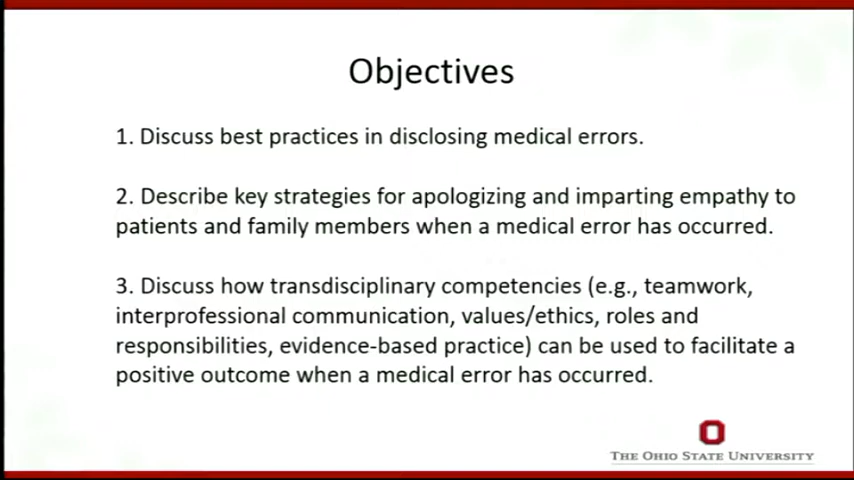 Objectives
1. Discuss best practices in disclosing medical errors.
2. Describe key strategies for apologizing and imparting empathy to
patients and family members when a medical error has occurred.
3. Discuss how transdisciplinary competencies (e.g., teamwork,
interprofessional communication, values/ethics, roles and
responsibilities, evidence-based practice) can be used to facilitate a
positive outcome when a medical error has occurred.
THE OHIO STATE UNIVERSITY